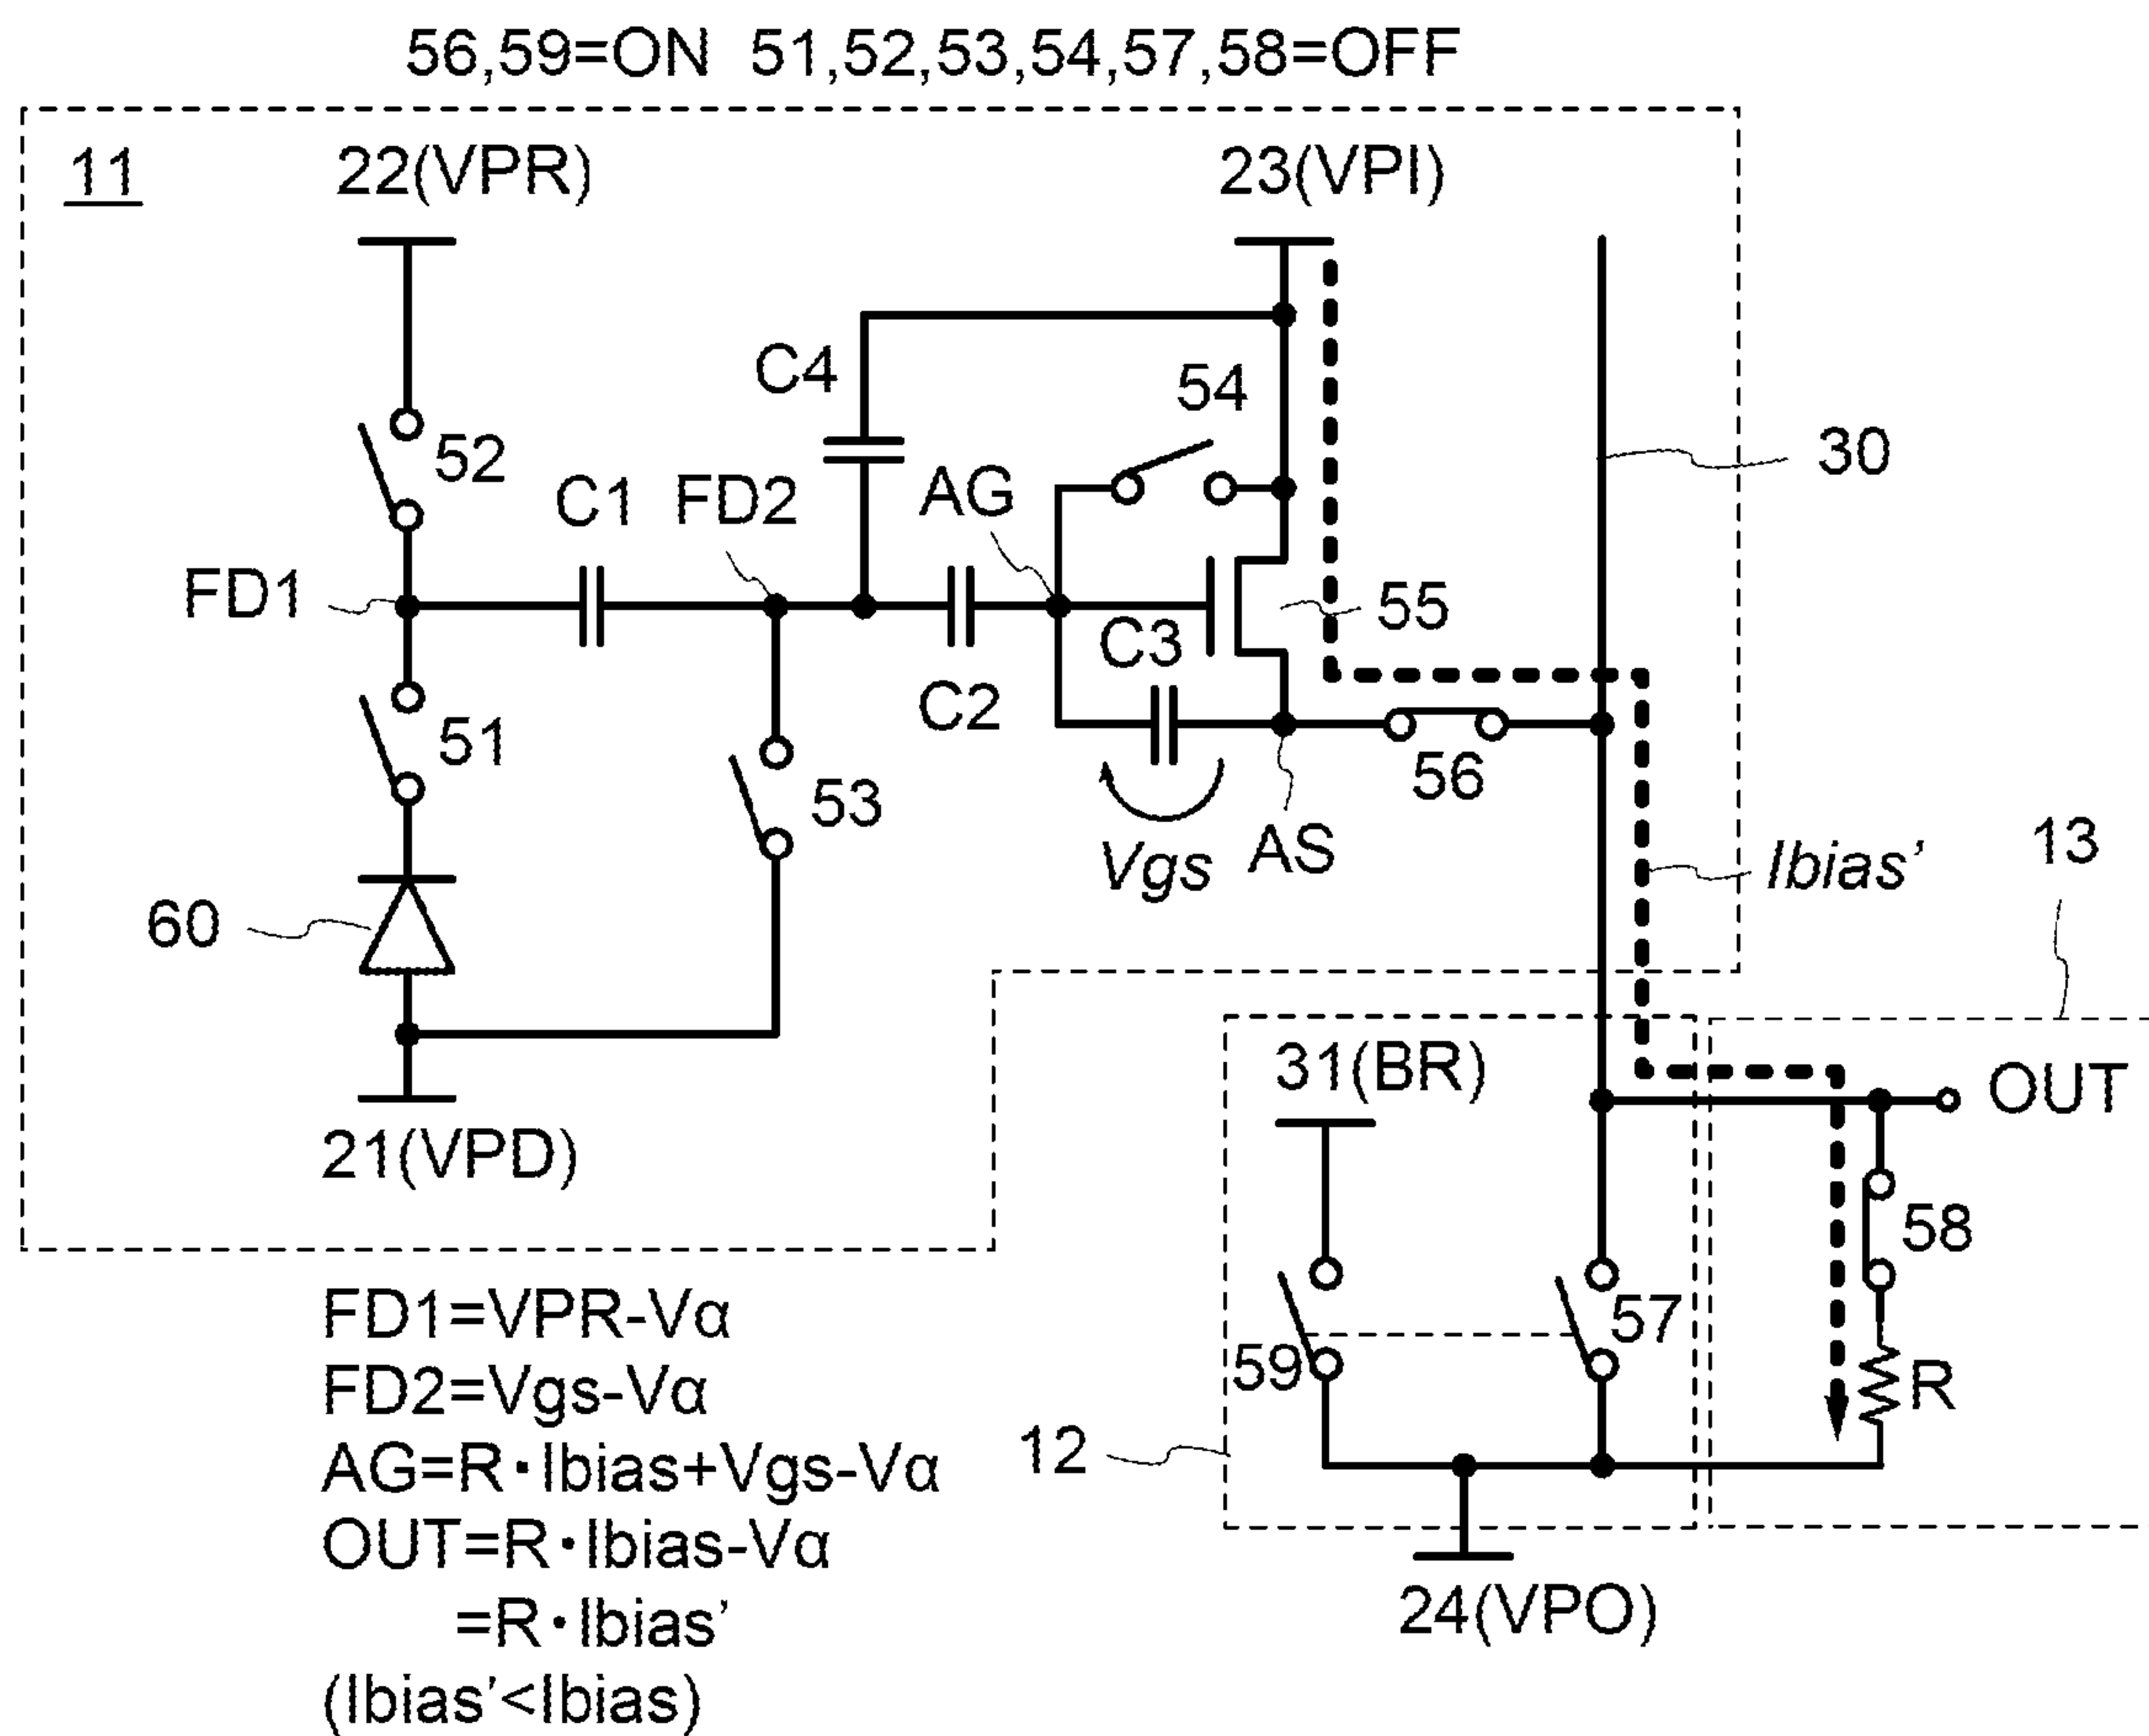 56,59=ON 51,52,53,54,57,58=OFF
11
22(VPR)
23(VPI)
C4
54
52
30
C1
FD2
AG
FD1
55
C3
C2
51
53
56
Vgs
AS
Ibias'
13
60
31(BR)
OUT
21(VPD)
58
57
59
R
12
24(VPO)
FD1=VPR-Vα
FD2=Vgs-Vα
AG=R·Ibias+Vgs-Vα
OUT=R·Ibias-Vα
=R·Ibias'
(Ibias'<Ibias)